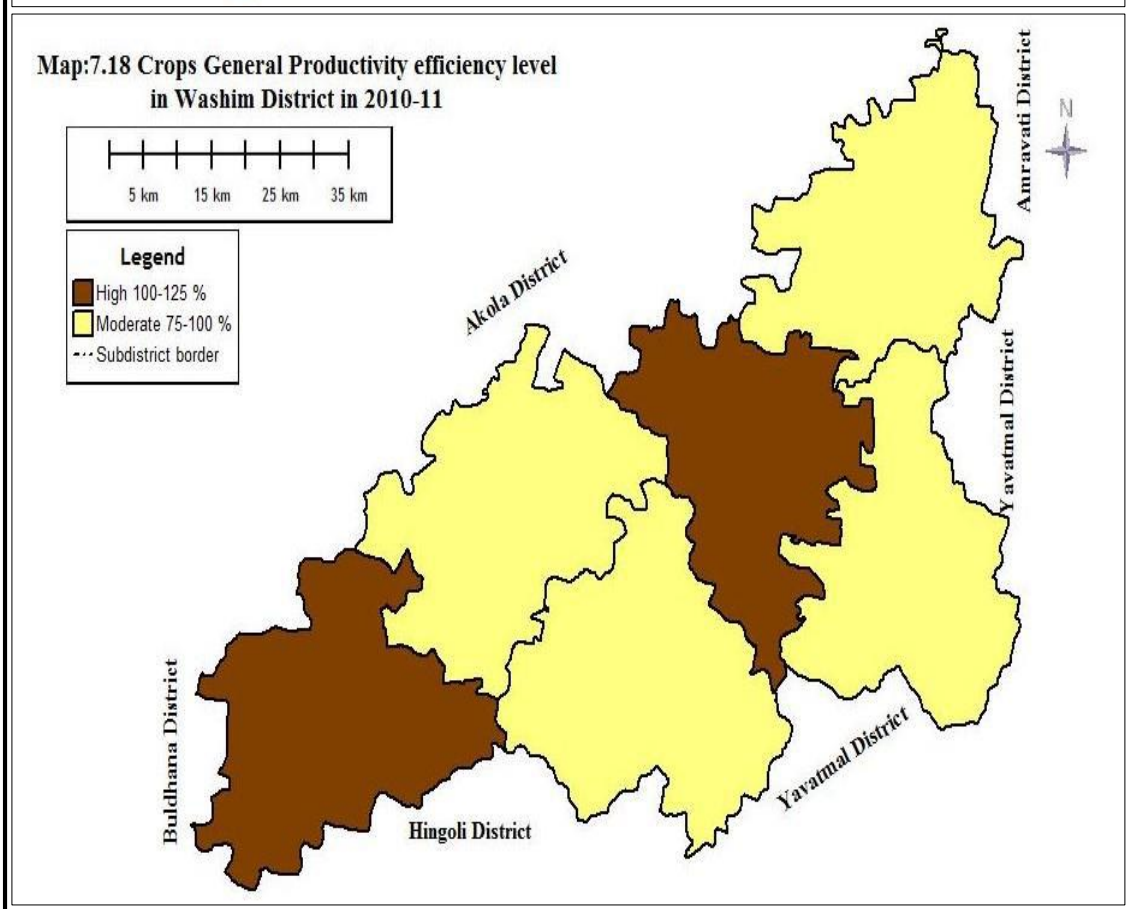 Map:7.18 Crops General Productivity efficiency level
in Washim District in 2010-11
5 km 15 km 25 km 35 km
Legend
High 100-125 %
Moderate 75-100 %
Subdistrict border
N
Amravati District
Akola District
Yavatmal District
Buldhana District
Hingoli District
Yavatmal District